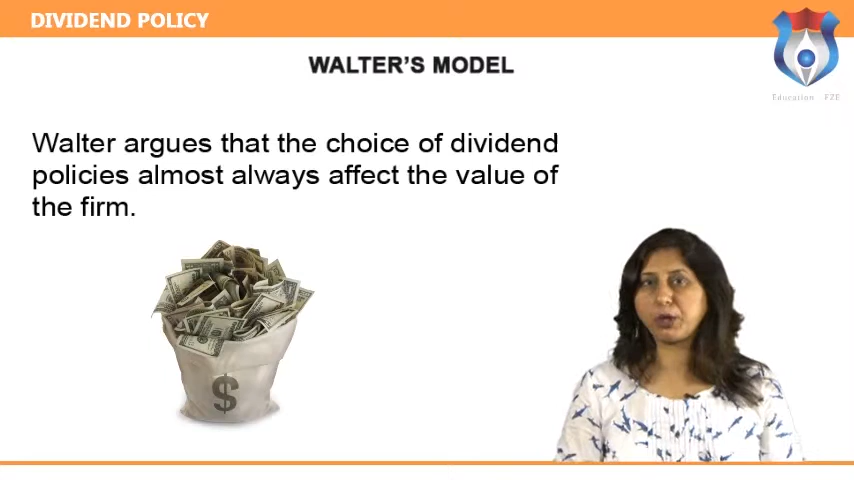 DIVIDEND POLICY
WALTER'S MODEL
Education FZE
Walter argues that the choice of dividend
policies almost always affect the value of
the firm.
$